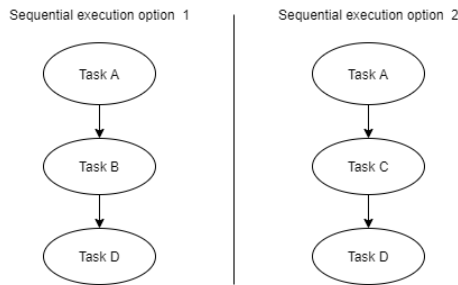 Sequential execution option 1
Task A
Task B
Task D
Sequential execution option 2
Task A
Task C
Task D